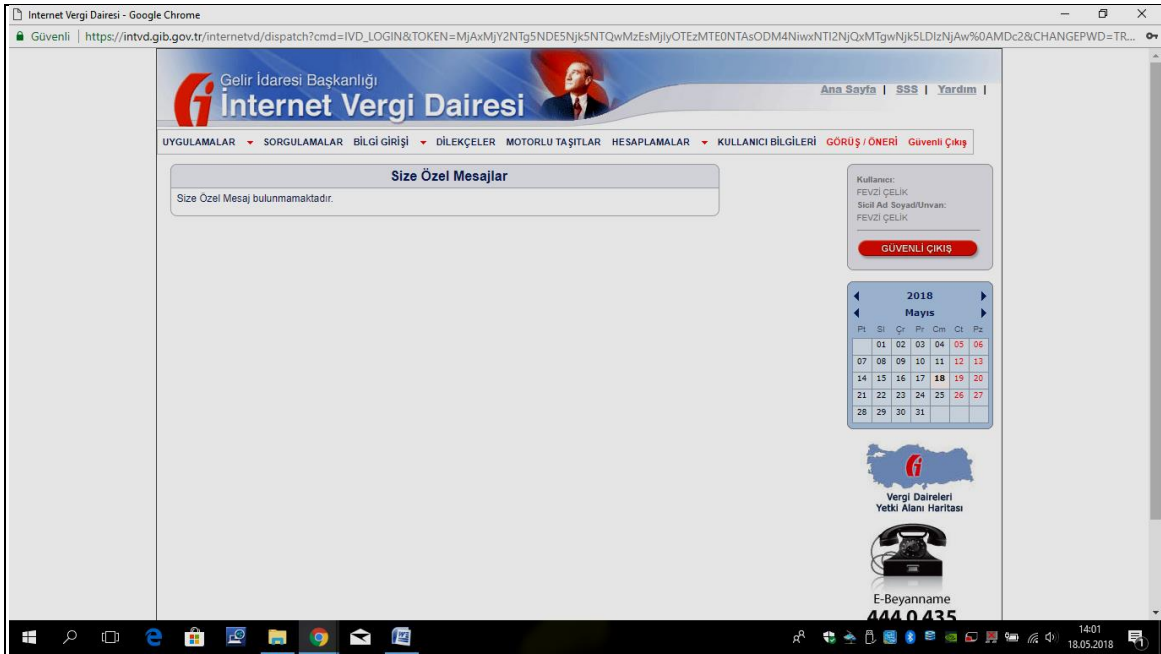 Internet Vergi Dairesi - Google Chrome
Güvenli | https://intvd.gib.gov.tr/internetvd/dispatch?cmd=IVD_LOGIN&TOKEN=MjAxMjY2NTg5NDE5Njk5NTQwMzEsMjIyOTEzMTE0NTAsODM4NiwxNTI2NjQxMTgwNjk5LDIzNjAw%0AMDc2&CHANGEPWD=TR...
Gelir İdaresi Başkanlığı
İnternet Vergi Dairesi
Ana Sayfa | SSS | Yardım |
UYGULAMALAR SORGULAMALAR BİLGİ GİRİŞİ DİLEKÇELER MOTORLU TAŞITLAR HESAPLAMALAR KULLANICI BİLGİLERİ GÖRÜŞ / ÖNERİ Güvenli Çıkış
Size Özel Mesajlar
Size Özel Mesaj bulunmamaktadır.
Kullanıcı:
FEVZİ ÇELİK
Sicil Ad Soyad/Unvan:
FEVZİ ÇELİK
GÜVENLİ ÇIKIŞ
2018
Mayıs
Pt Sl Çr Pr Cm Ct Pz
01 02 03 04 05 06
07 08 09 10 11 12 13
14 15 16 17 18 19 20
21 22 23 24 25 26 27
28 29 30 31
Vergi Daireleri
Yetki Alanı Haritası
E-Beyanname
444 0 435
14:01
18.05.2018